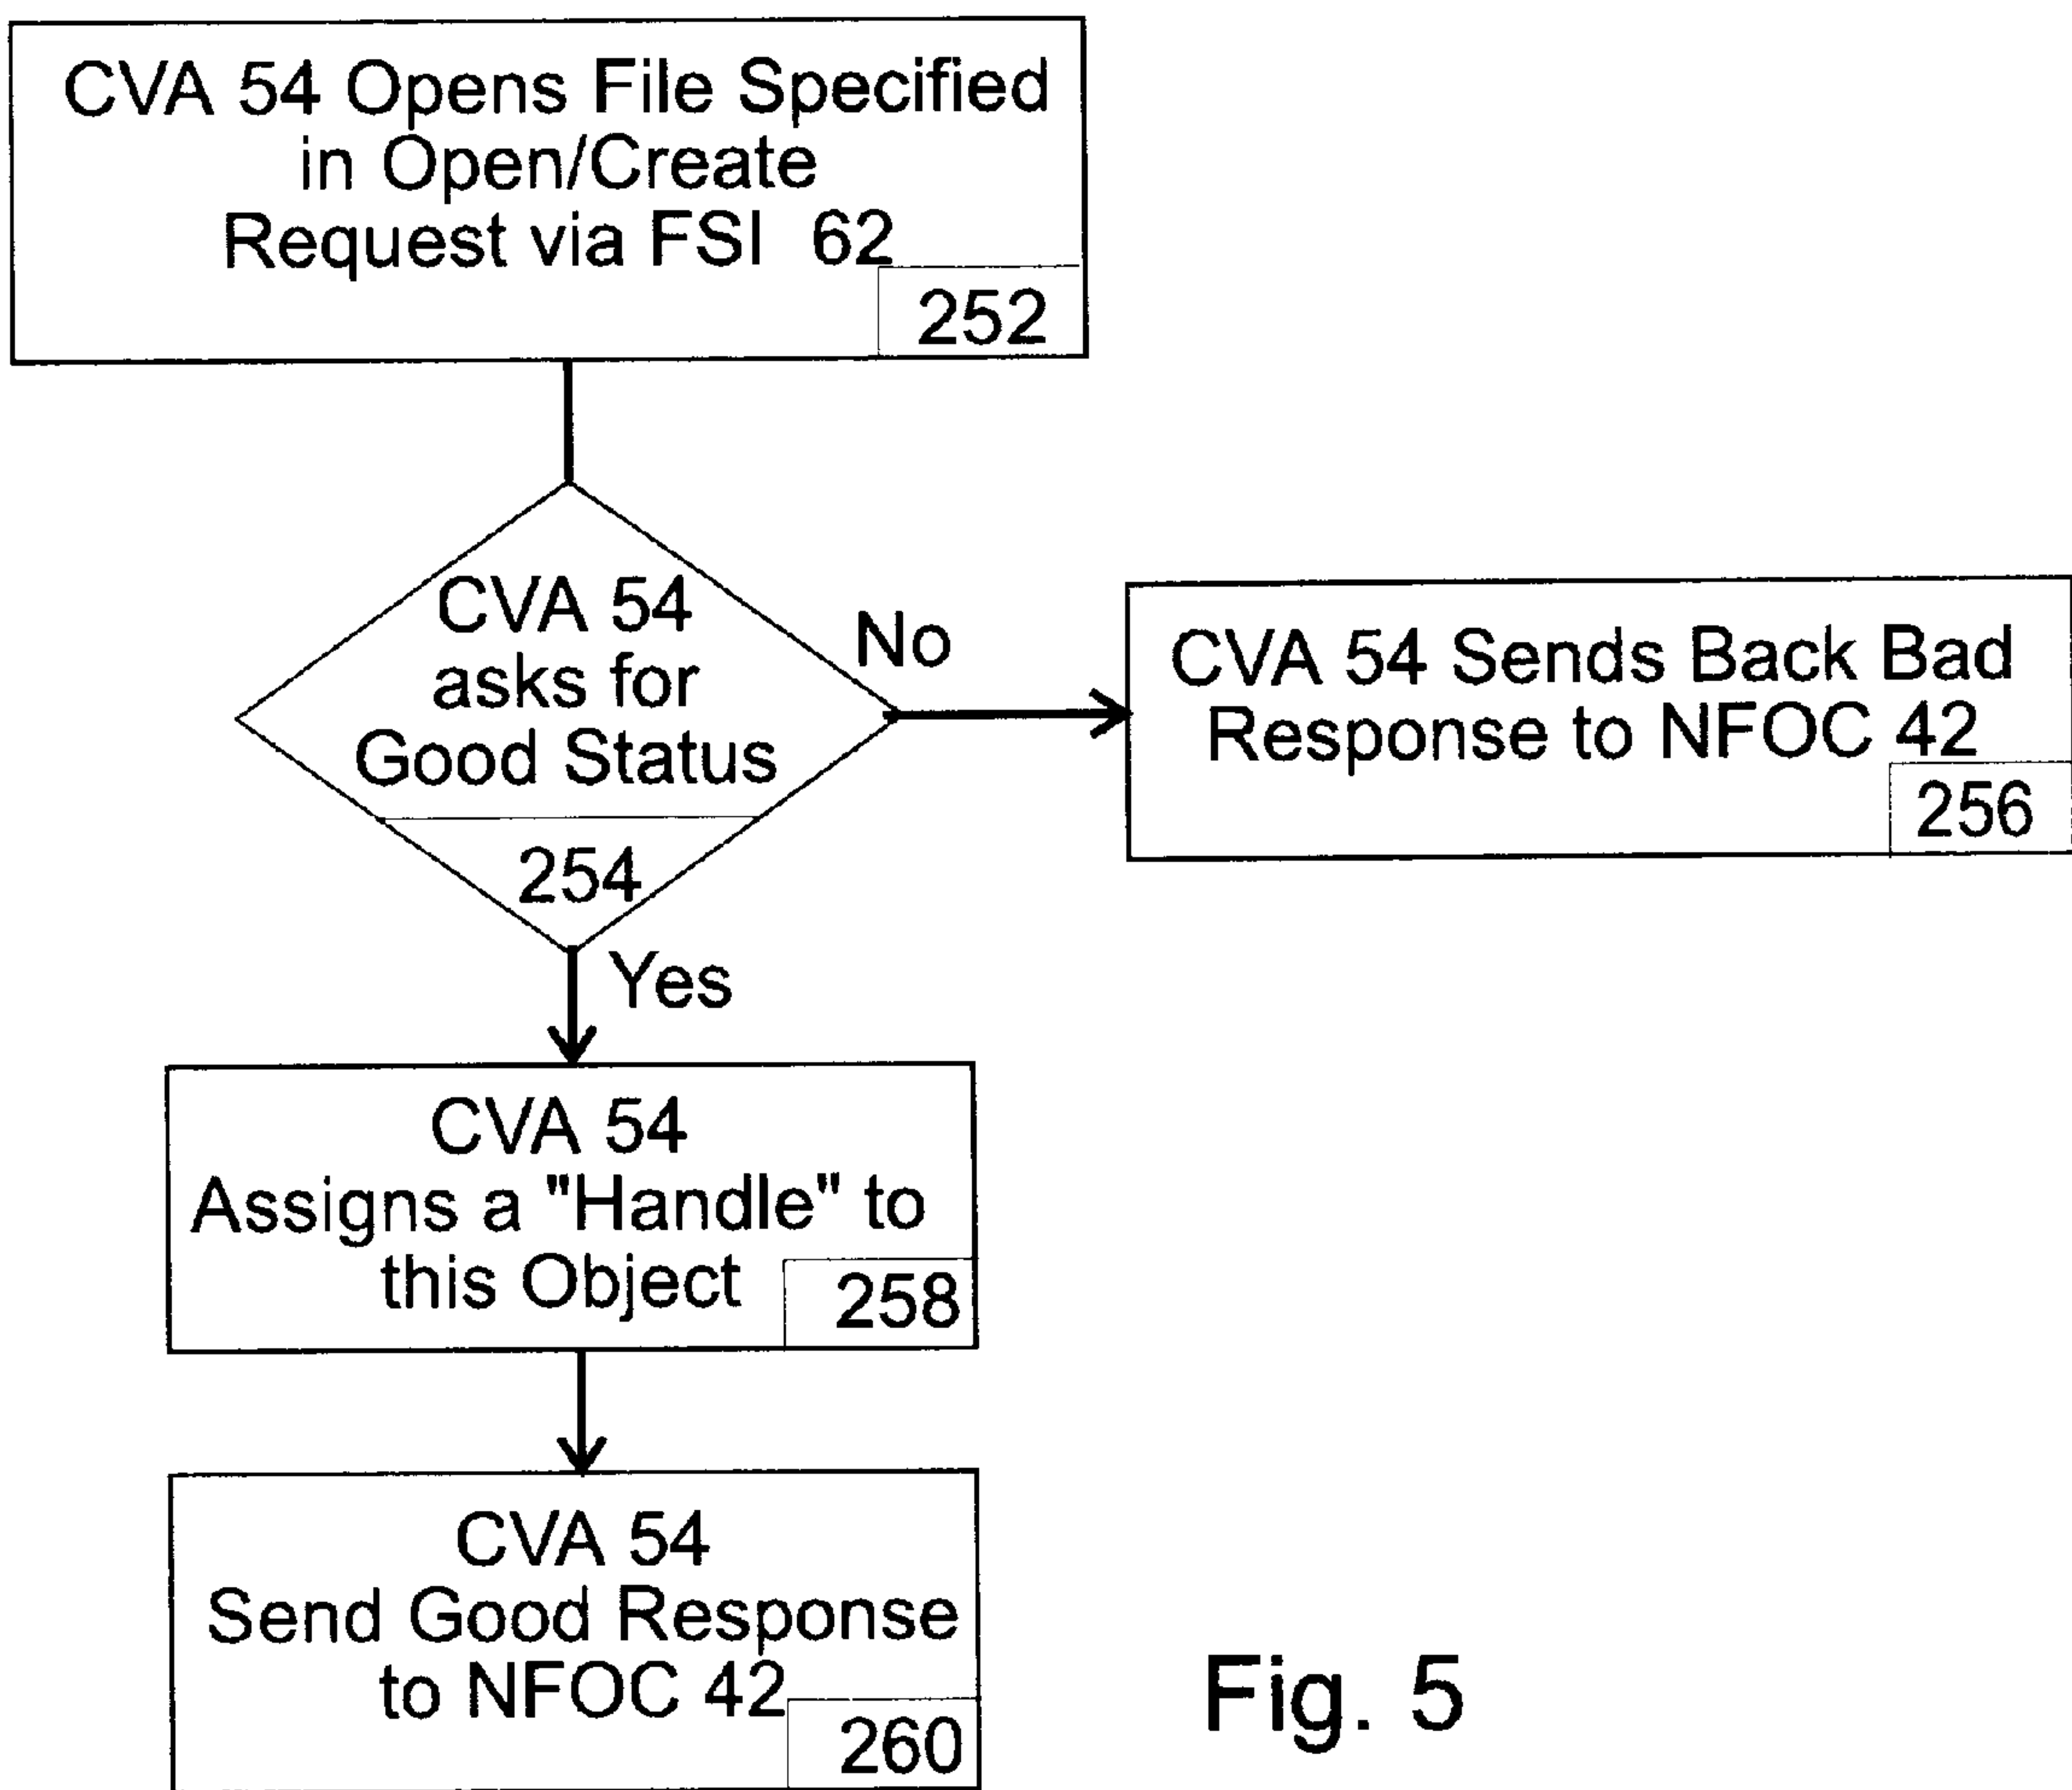 CVA 54 Opens File Specified
in Open/Create
Request via FSI 62
252
CVA 54
asks for
Good Status
254
No
CVA 54 Sends Back Bad
Response to NFOC 42
256
Yes
CVA 54
Assigns a "Handle" to
this Object
258
CVA 54
Send Good Response
to NFOC 42
260
Fig. 5